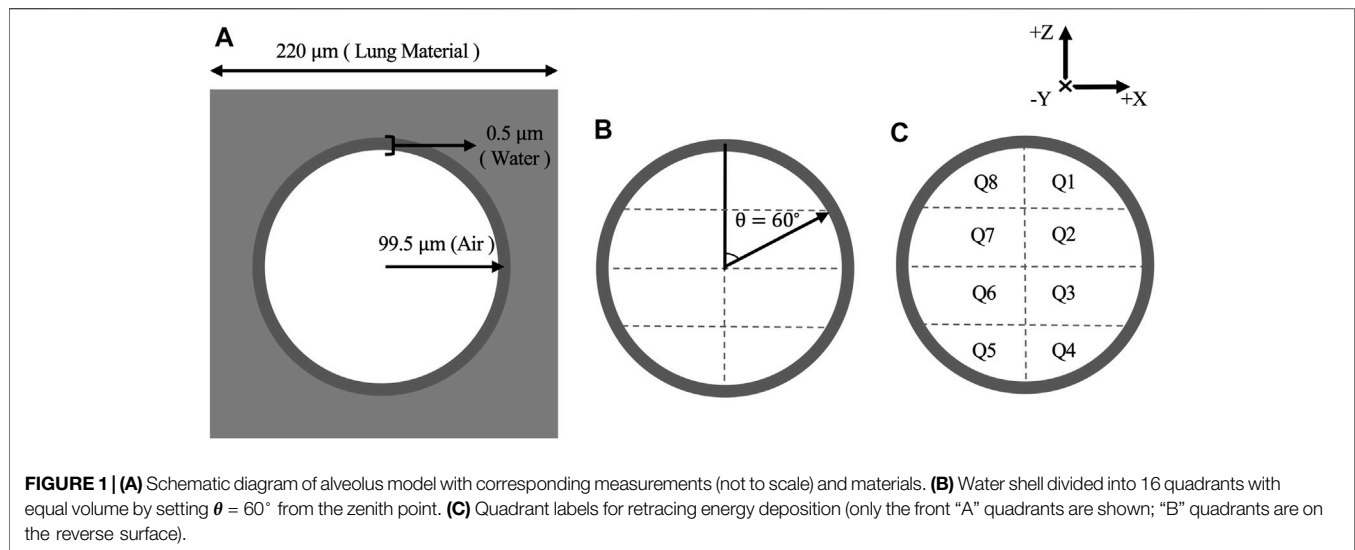 A
220 μm ( Lung Material )
0.5 μm
( Water )
99.5 μm (Air )
B
θ = 60°
C
+Z
-Y
+X
Q8 Q1
Q7 Q2
Q6 Q3
Q5 Q4
FIGURE 1 | (A) Schematic diagram of alveolus model with corresponding measurements (not to scale) and materials. (B) Water shell divided into 16 quadrants with
equal volume by setting θ = 60° from the zenith point. (C) Quadrant labels for retracing energy deposition (only the front “A” quadrants are shown; “B” quadrants are on
the reverse surface).